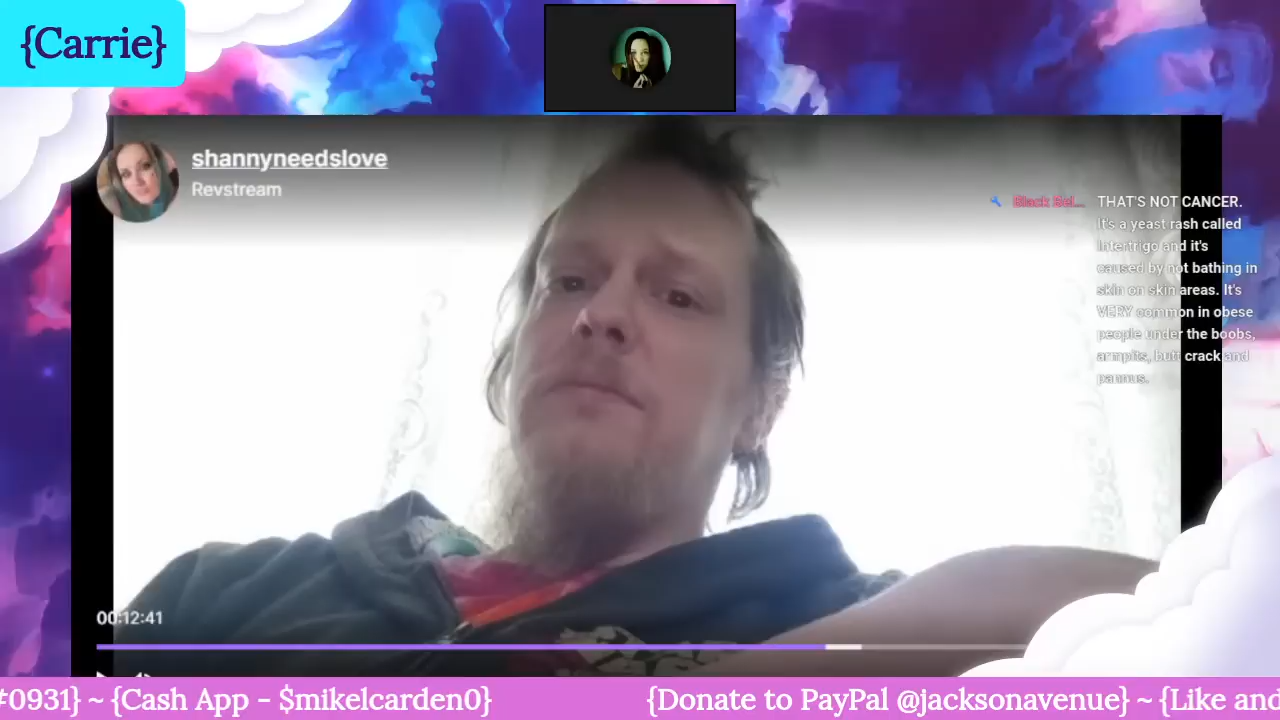 {Carrie}
shannyneedslove
Revstream
Black Bel...
THAT'S NOT CANCER.
It's a yeast rash called
Intertrigo and it's
caused by not bathing in
skin on skin areas. It's
VERY common in obese
people under the boobs,
armpits, butt crack and
pannus.
00:12:41
#0931} ~ {Cash App - $mikelcarden0}
{Donate to PayPal @jacksonavenue} ~ {Like and